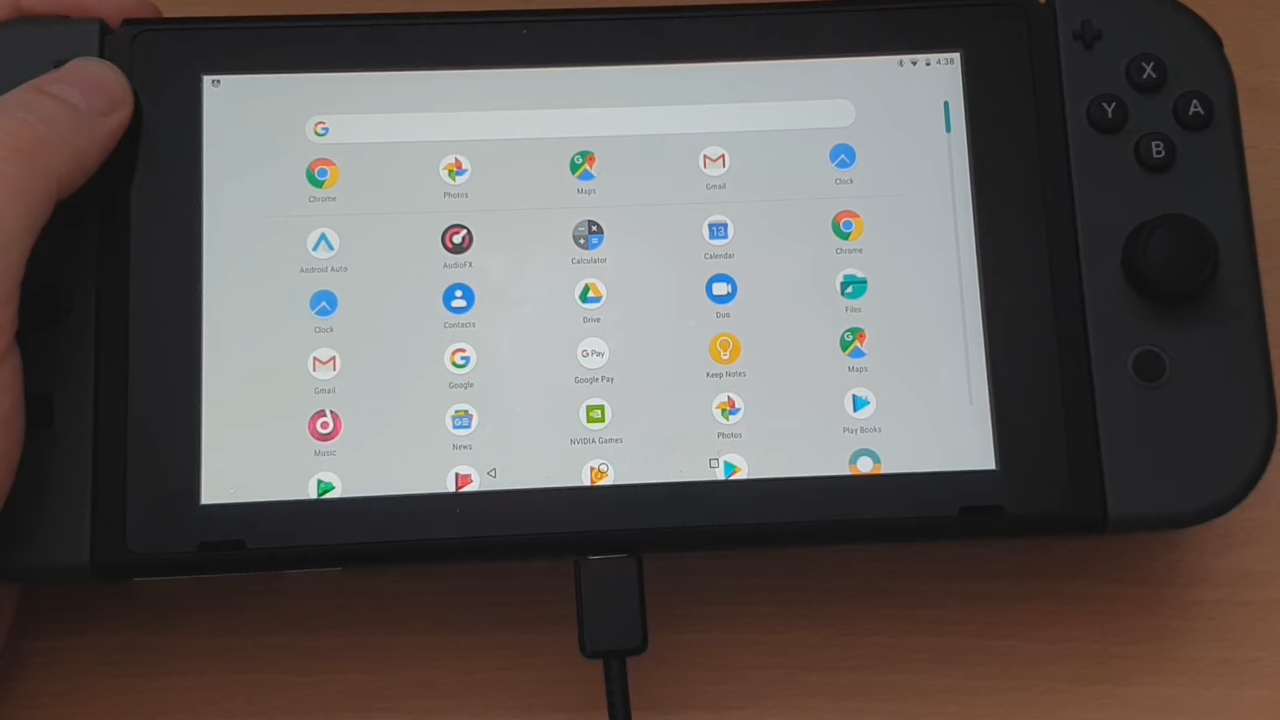 4:38
X
Y
A
B
G
Chrome
Photos
G
Maps
Gmail
Clock
13
Android Auto
AudioFX
Calculator
Calendar
Chrome
Clock
Contacts
Drive
Duo
Files
G
G Pay
G
Gmail
Google
Google Pay
Keep Notes
Maps
GE
Music
News
NVIDIA Games
Photos
Play Books